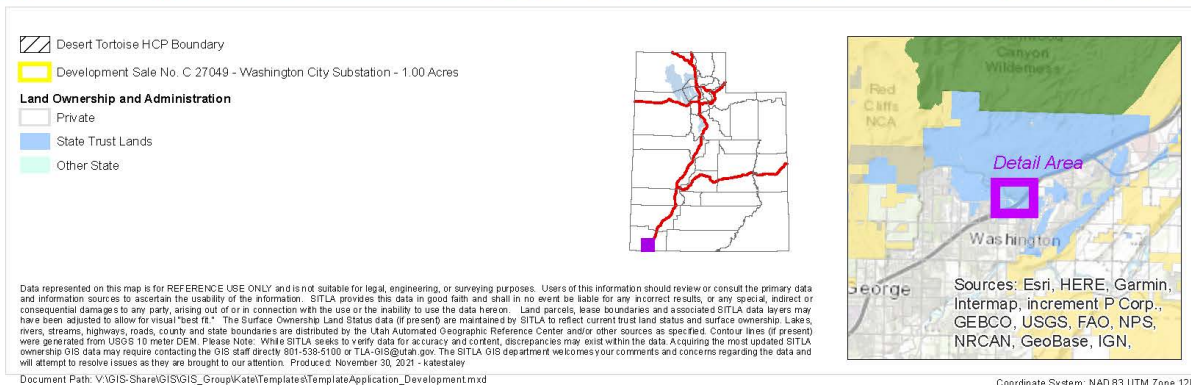 Desert Tortoise HCP Boundary
Development Sale No. C 27049 - Washington City Substation - 1.00 Acres
Land Ownership and Administration
Private
State Trust Lands
Other State
Canyon
Wilderness
Red
Cliffs
NCA
Detail Area
Washington
George
Sources: Esri, HERE, Garmin,
Intermap, increment P Corp.,
GEBCO, USGS, FAO, NPS,
NRCAN, GeoBase, IGN,
Data represented on this map is for REFERENCE USE ONLY and is not suitable for legal, engineering, or surveying purposes. Users of this information should review or consult the primary data
and information sources to ascertain the usability of the information. SITLA provides this data in good faith and shall in no event be liable for any incorrect results, or any special, indirect or
consequential damages to any party, arising out of or in connection with the use or the inability to use the data hereon. Land parcels, lease boundaries and associated SITLA data layers may
have been adjusted to allow for visual "best fit." The Surface Ownership Land Status data (if present) are maintained by SITLA to reflect current trust land status and surface ownership. Lakes,
rivers, streams, highways, roads, county and state boundaries are distributed by the Utah Automated Geographic Reference Center and/or other sources as specified. Contour lines (if present)
were generated from USGS 10 meter DEM. Please Note: While SITLA seeks to verify data for accuracy and content, discrepancies may exist within the data. Acquiring the most updated SITLA
ownership GIS data may require contacting the GIS staff directly 801-538-5100 or TLA-GIS@utah.gov. The SITLA GIS department welcomes your comments and concerns regarding the data and
will attempt to resolve issues as they are brought to our attention. Produced: November 30, 2021 - katestaley
Document Path: V:\GIS-Share\GIS\GIS_Group\Kate\Templates\TemplateApplication_Development.mxd
Coordinate System: NAD 83 UTM Zone 12